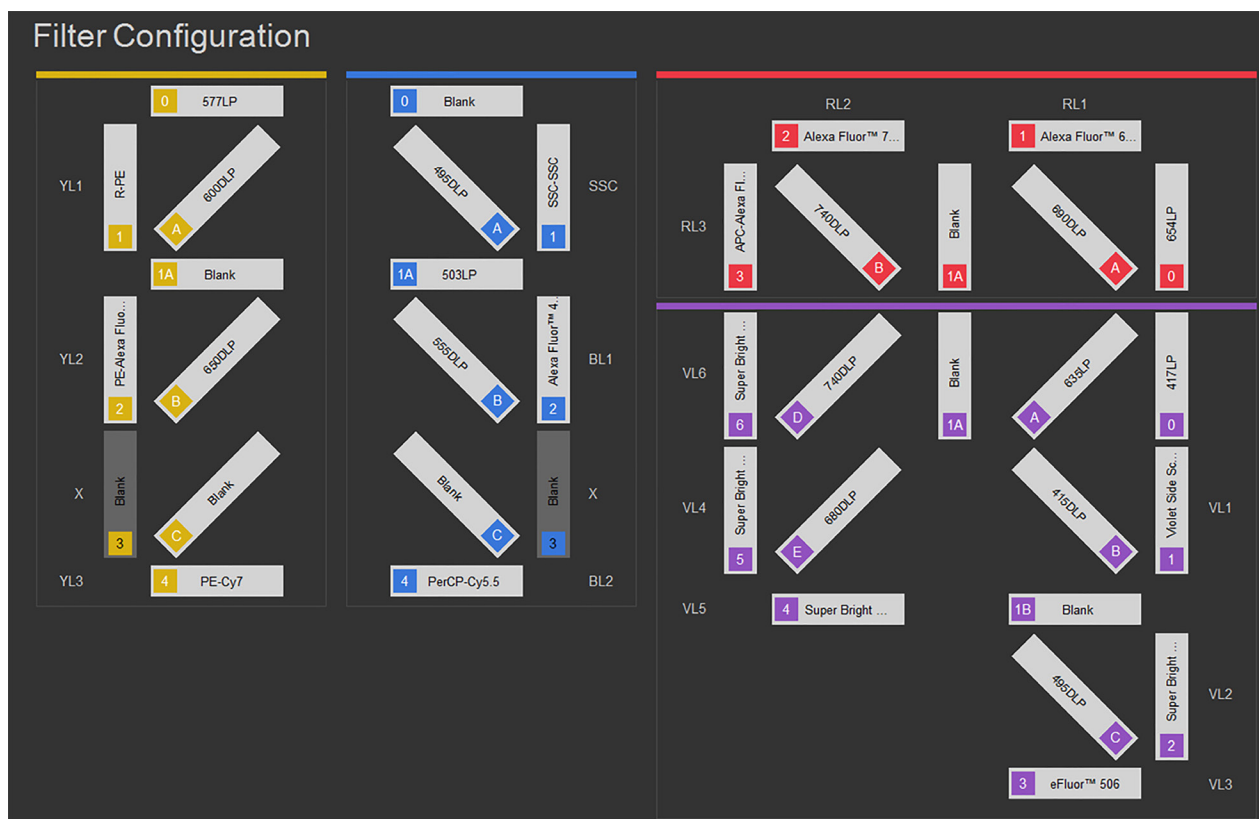 Filter Configuration
0 577LP
YL1
R-PE
1
600DLP
A
1A Blank
YL2
PE-Alexa Fluo...
2
650DLP
B
X
Blank
3
Blank
C
YL3
4 PE-Cy7
0 Blank
495DLP
A
SSC-SSC
1
SSC
1A 503LP
555DLP
B
Alexa Fluor™ 4...
2
BL1
Blank
C
Blank
3
X
4 PerCP-Cy5.5
BL2
RL2
2 Alexa Fluor™ 7...
RL1
1 Alexa Fluor™ 6...
RL3
APC-Alexa Fl...
3
740DLP
B
Blank
1A
690DLP
A
654LP
0
VL6
Super Bright ...
6
740DLP
D
Blank
1A
635LP
A
417LP
0
VL4
Super Bright ...
5
680DLP
E
415DLP
B
Violet Side Sc...
1
VL1
VL5
4 Super Bright ...
1B Blank
495DLP
C
Super Bright ...
2
VL2
3 eFluor™ 506
VL3